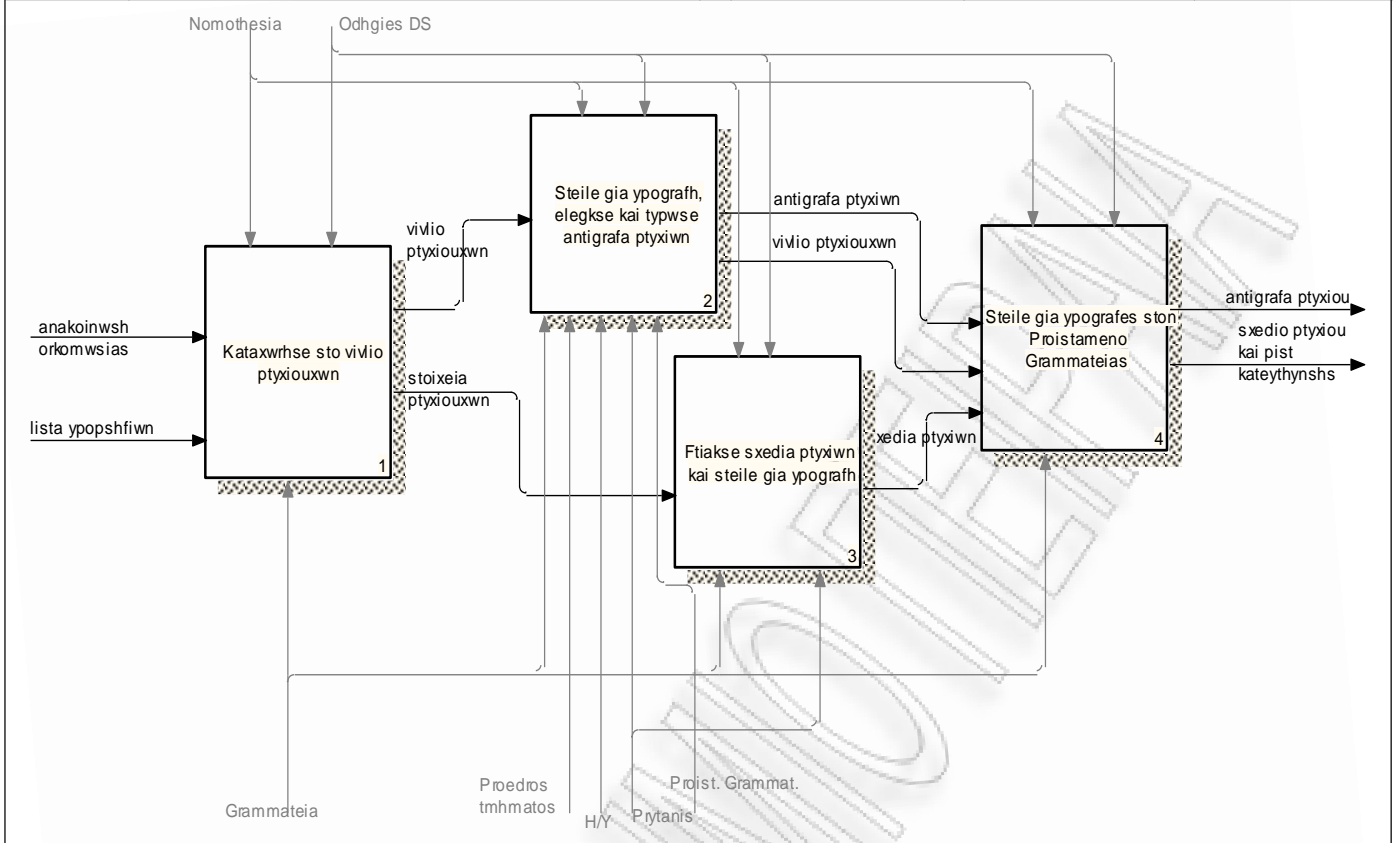 Nomothesia
Odhgies DS
Steile gia ypografh,
elegkse kai typwse
antigrafa ptyxiwn
2
antigrafa ptyxiwn
vivlio ptyxiouxwn
vivlio
ptyxiouxwn
anakoinwsh
orkomwsias
lista ypopshfiwn
Kataxwrhse sto vivlio
ptyxiouxwn
1
stoixeia
ptyxiouxwn
Steile gia ypografes ston
Proistameno
Grammateias
4
antigrafa ptyxiou
sxedio ptyxiou
kai pist
kateythynshs
xedia ptyxiwn
Ftiakse sxedia ptyxiwn
kai steile gia ypografh
3
Grammateia
Proedros
tmhmatos
H/Y
Prytanis
Proist. Grammat.